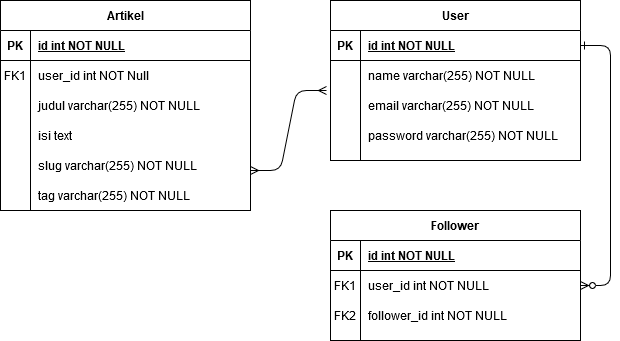 Artikel
PK id int NOT NULL
FK1 user_id int NOT Null
judul varchar(255) NOT NULL
isi text
slug varchar(255) NOT NULL
tag varchar(255) NOT NULL
User
PK id int NOT NULL
name varchar(255) NOT NULL
email varchar(255) NOT NULL
password varchar(255) NOT NULL
Follower
PK id int NOT NULL
FK1 user_id int NOT NULL
FK2 follower_id int NOT NULL